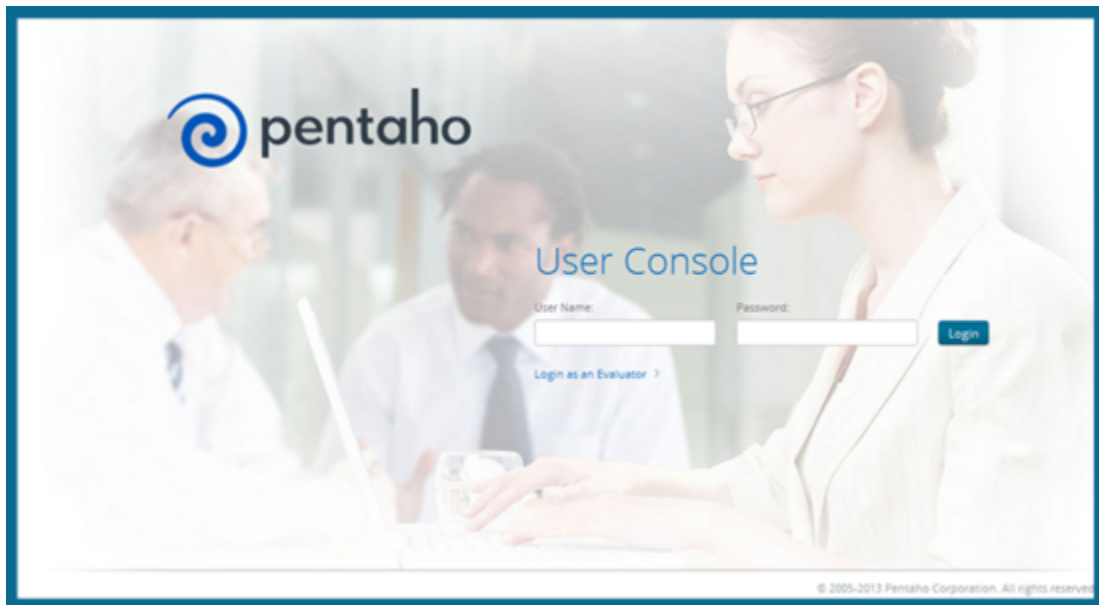 pentaho
User Console
User Name:
Password:
Login
Login as an Evaluator >
© 2005-2013 Pentaho Corporation. All rights reserved